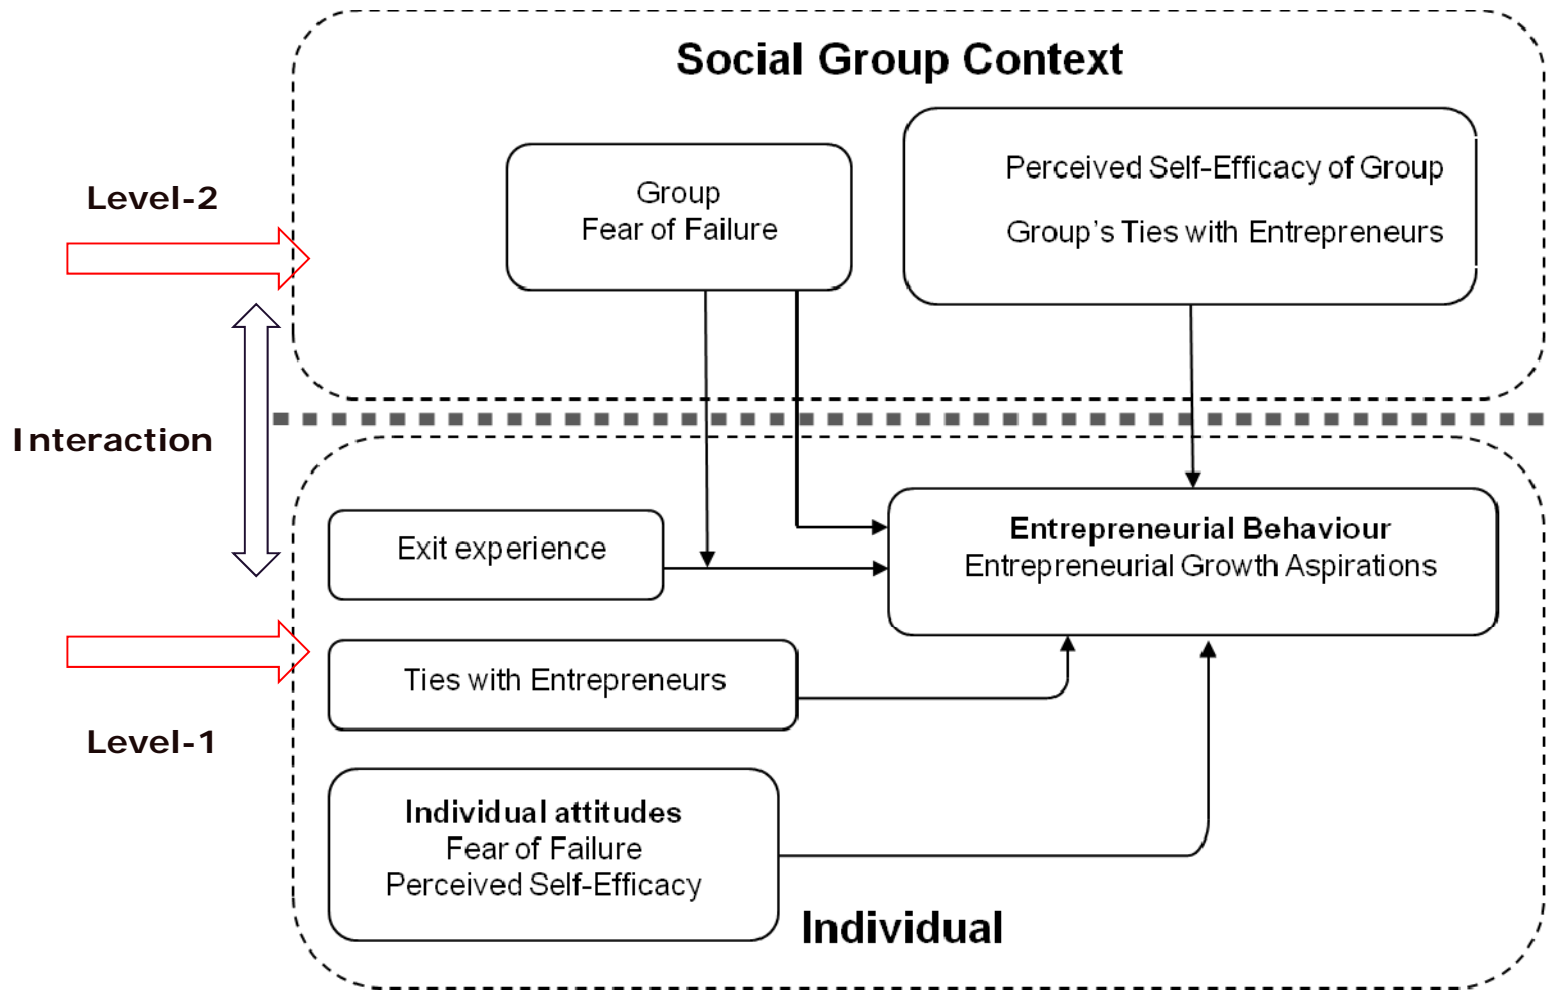 Social Group Context
Level-2
Group
Fear of Failure
Perceived Self-Efficacy of Group
Group's Ties with Entrepreneurs
Interaction
Exit experience
Entrepreneurial Behaviour
Entrepreneurial Growth Aspirations
Ties with Entrepreneurs
Level-1
Individual attitudes
Fear of Failure
Perceived Self-Efficacy
Individual